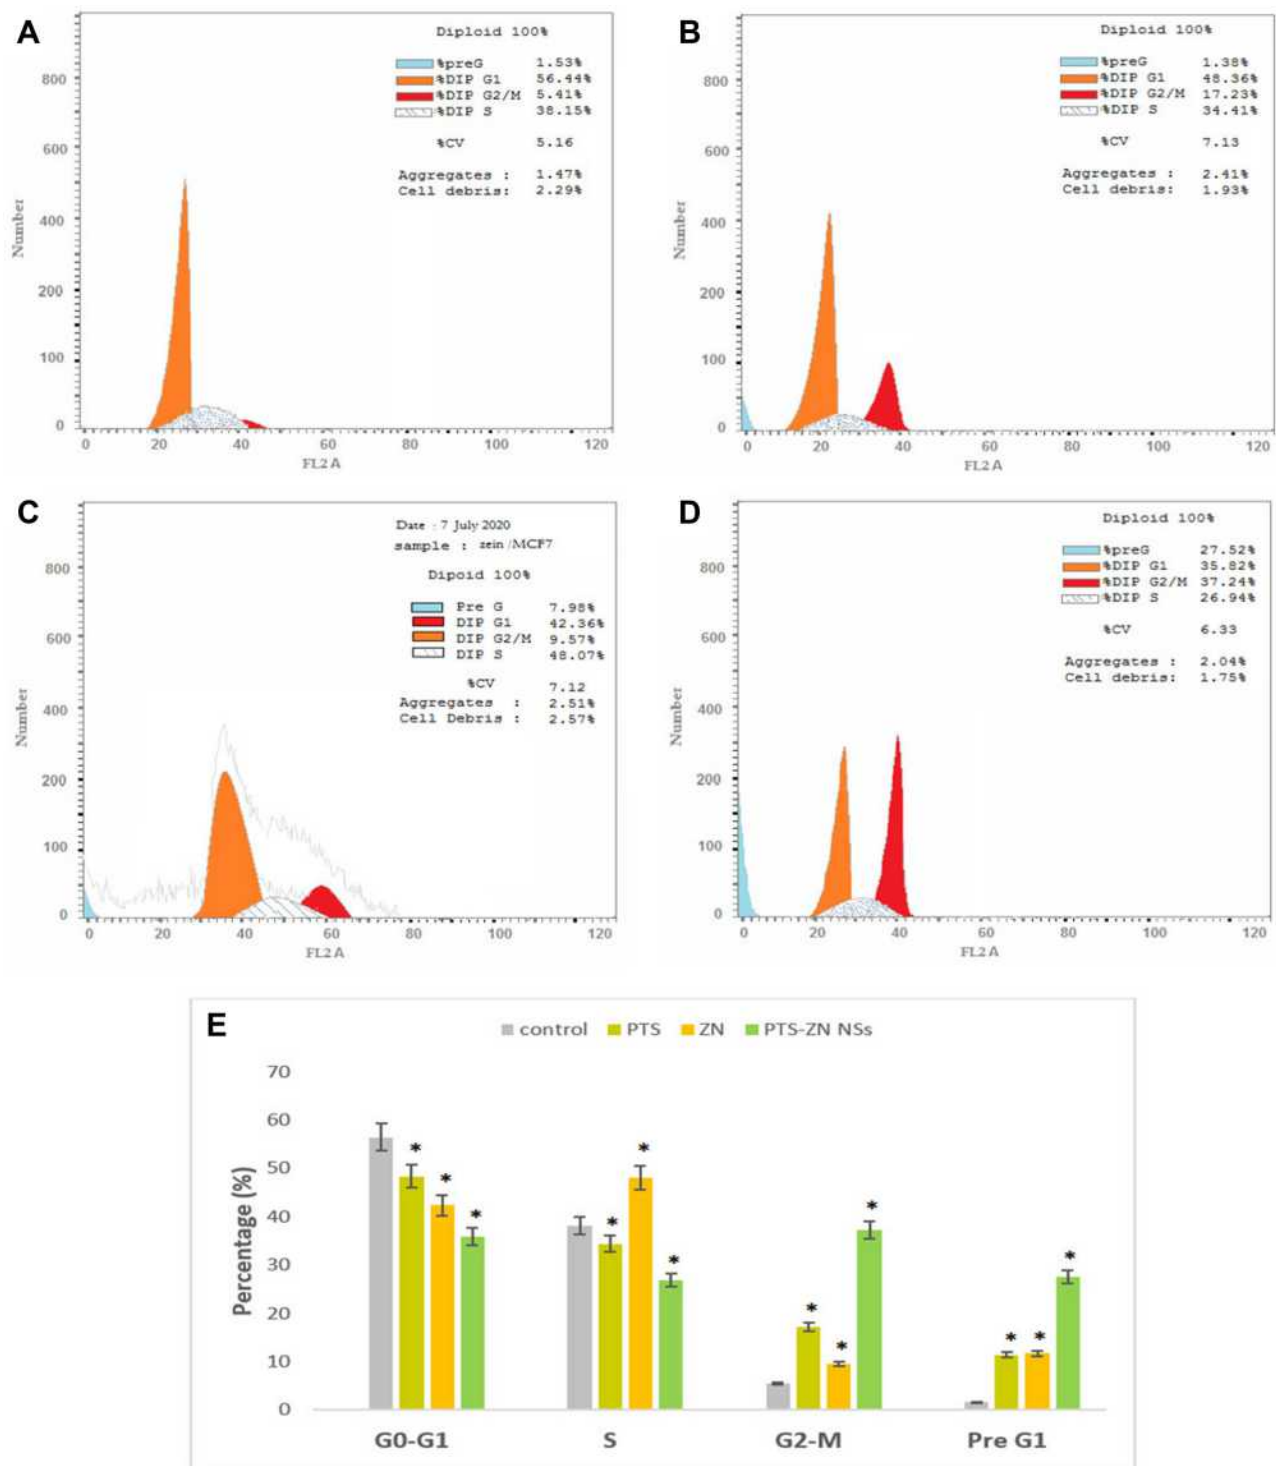 A
Diploid 100%
%preG 1.53%
%DIP G1 56.44%
%DIP G2/M 5.41%
%DIP S 38.15%
%CV 5.16
Aggregates : 1.47%
Cell debris: 2.29%
Number
800
600
400
200
100
0
0 20 40 60 80 100 120
FL2A
B
Diploid 100%
%preG 1.38%
%DIP G1 48.36%
%DIP G2/M 17.23%
%DIP S 34.41%
%CV 7.13
Aggregates : 2.41%
Cell debris: 1.93%
Number
800
600
400
200
100
0
0 20 40 60 80 100 120
FL2A
C
Date : 7 July 2020
sample : zein /MCF7
Dipoid 100%
Pre G 7.98%
DIP G1 42.36%
DIP G2/M 9.57%
DIP S 48.07%
%CV 7.12
Aggregates : 2.51%
Cell Debris : 2.57%
Number
800
600
400
200
100
0
0 20 40 60 80 100 120
FL2A
D
Diploid 100%
%preG 27.52%
%DIP G1 35.82%
%DIP G2/M 37.24%
%DIP S 26.94%
%CV 6.33
Aggregates : 2.04%
Cell debris: 1.75%
Number
800
600
400
200
100
0
0 20 40 60 80 100 120
FL2A
E
control PTS ZN PTS-ZN NSs
Percentage (%)
70
60
50
40
30
20
10
0
* * *
* * *
* * *
* * *
G0-G1 S G2-M Pre G1